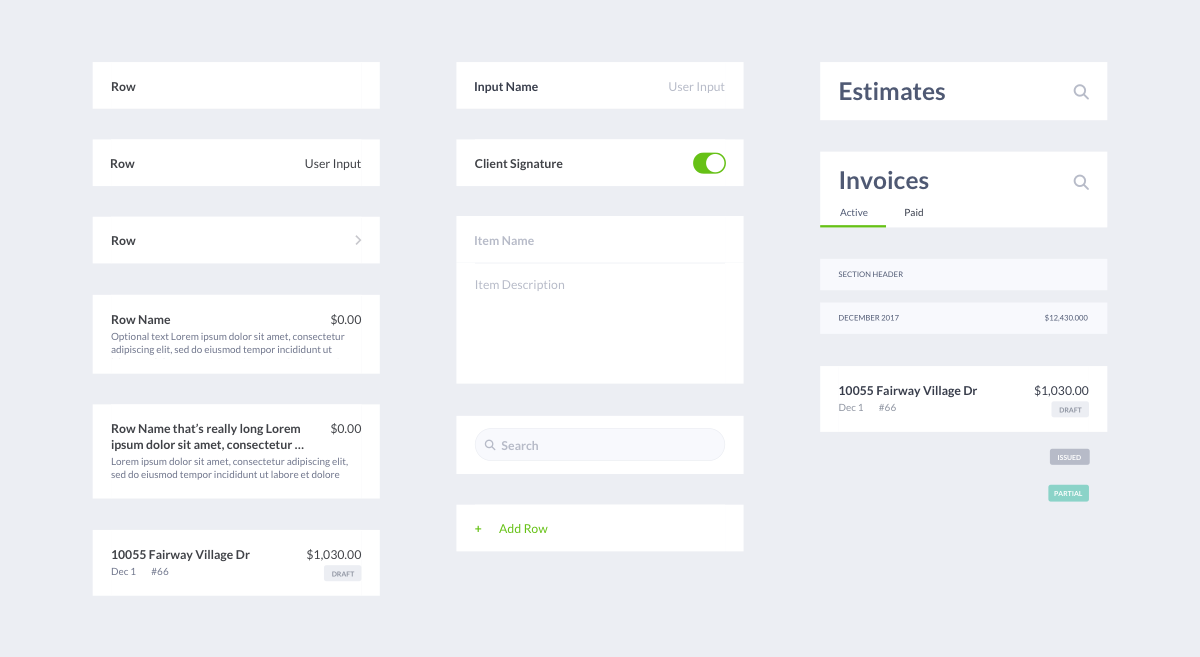 Row
Row User Input
Row
Row Name $0.00
Optional text Lorem ipsum dolor sit amet, consectetur
adipiscing elit, sed do eiusmod tempor incididunt ut
Row Name that’s really long Lorem $0.00
ipsum dolor sit amet, consectetur ...
Lorem ipsum dolor sit amet, consectetur adipiscing elit,
sed do eiusmod tempor incididunt ut labore et dolore
10055 Fairway Village Dr $1,030.00
Dec 1 #66 DRAFT
Input Name User Input
Client Signature
Item Name
Item Description
Search
+ Add Row
Estimates
Invoices
Active Paid
SECTION HEADER
DECEMBER 2017 $12,430.000
10055 Fairway Village Dr $1,030.00
Dec 1 #66 DRAFT
ISSUED
PARTIAL